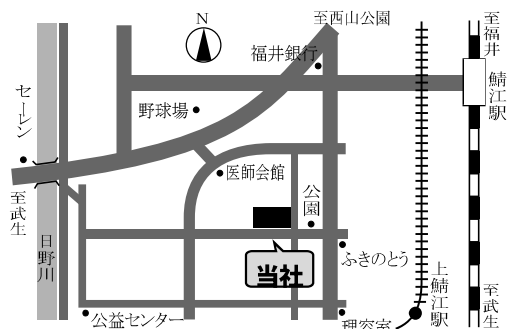 N
至西山公園
至福井
福井銀行
鯖江駅
セーレン
野球場
医師会館
公園
至武生
日野川
当社
ふきのとう
上鯖江駅
至武生
公益センター
理容室